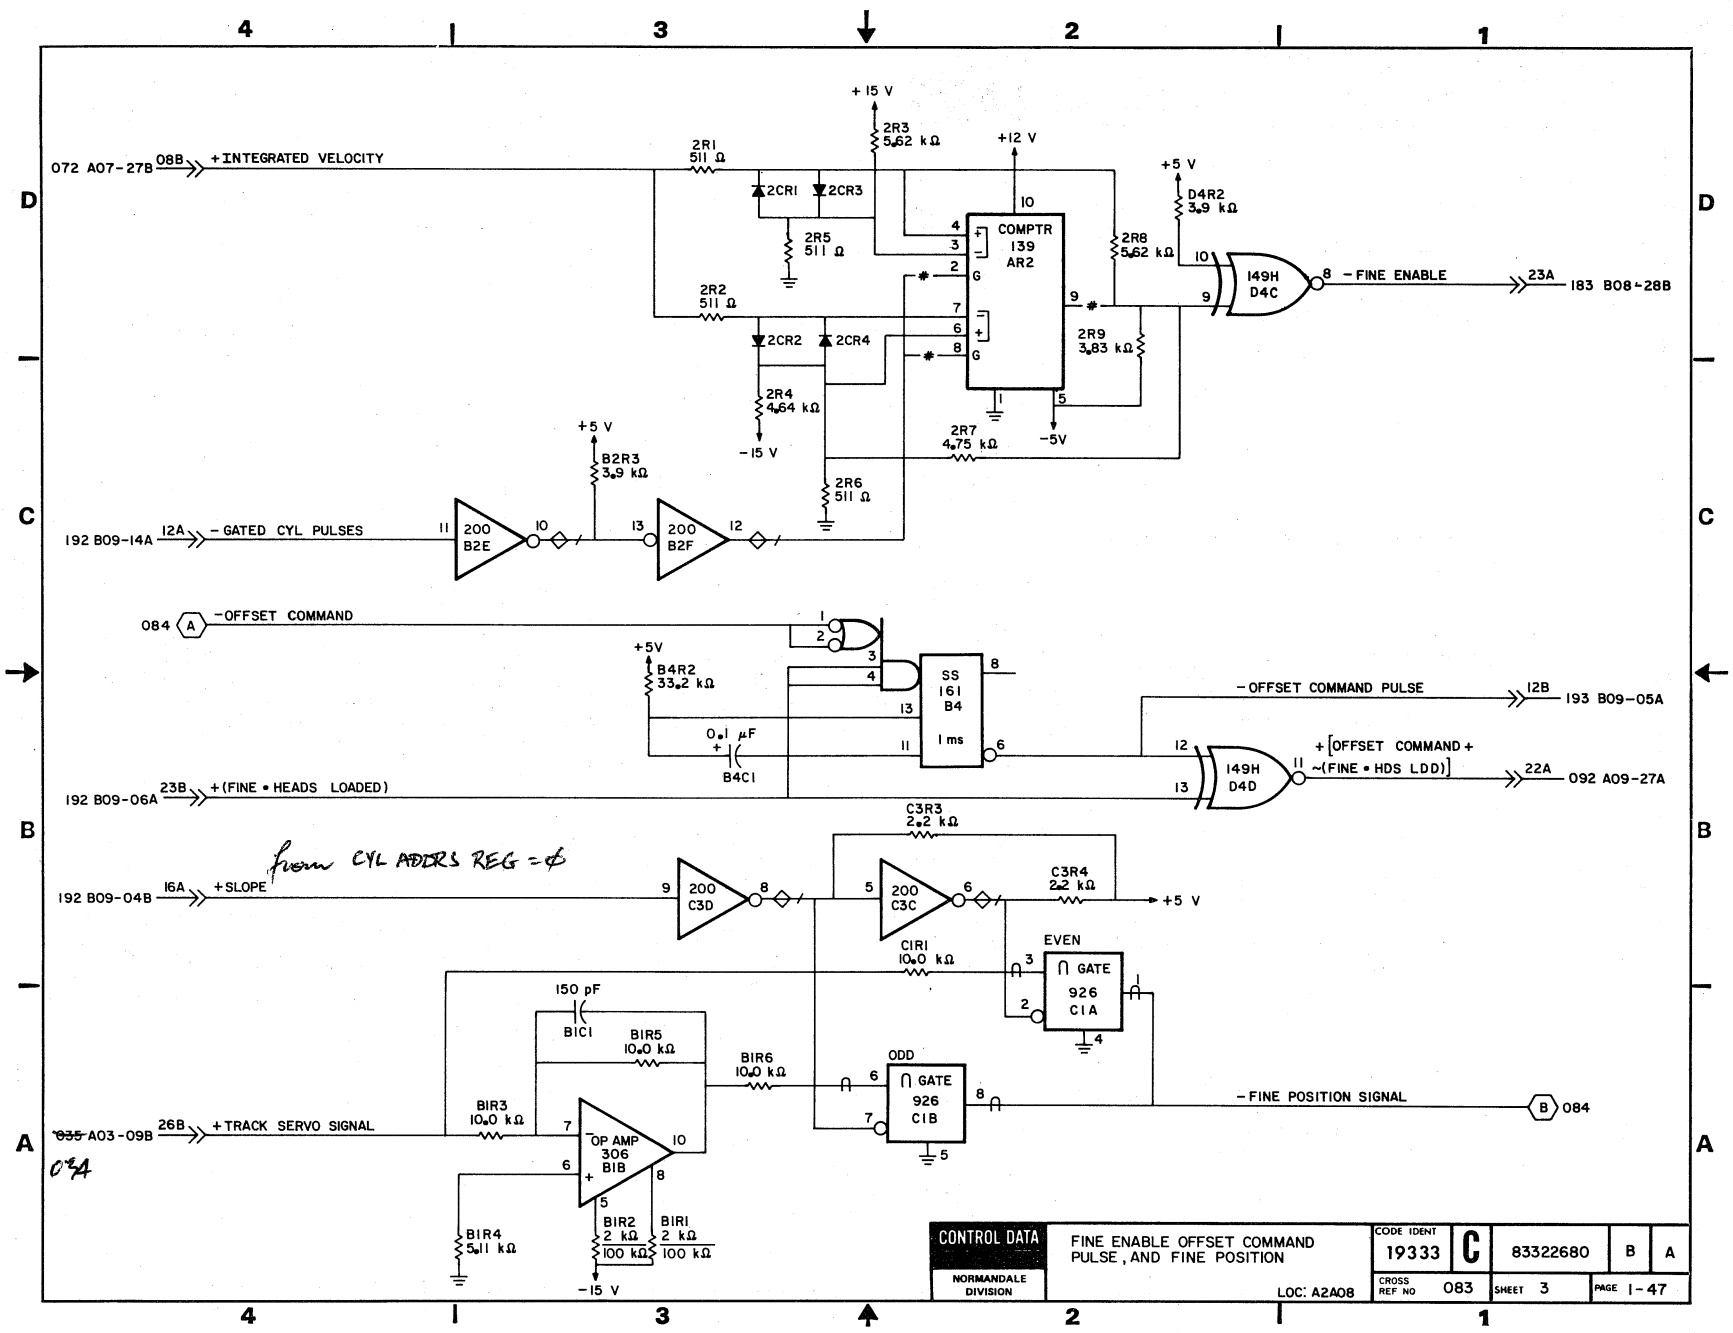 4 3 2 1
+15 V
2R3
5.62 kΩ
+12 V
2R1
511 Ω
072 A07-27B 08B +INTEGRATED VELOCITY
+5 V
2CR1 2CR3
D4R2
3.9 kΩ
D D
10
COMPTR
139
AR2
4 +
3 -
2 G
2R5
511 Ω
2R8
5.62 kΩ
10
149H
D4C
8 -FINE ENABLE 23A 183 B08-28B
#
2R2
511 Ω
9 #
9
7 -
6 +
8 G
2CR2 2CR4
#
2R9
3.83 kΩ
2R4
4.64 kΩ
1
5
-5V
-15 V
2R7
4.75 kΩ
+5 V
B2R3
3.9 kΩ
2R6
511 Ω
C C
192 B09-14A 12A -GATED CYL PULSES
11 200
B2E
10
13 200
B2F
12
084 A -OFFSET COMMAND
1
2
3
4
+5V
B4R2
33.2 kΩ
SS
161
B4
1 ms
8
13
0.1 µF
+
B4C1
11
6
-OFFSET COMMAND PULSE 12B 193 B09-05A
12
149H
D4D
13
11
+[OFFSET COMMAND+
~(FINE•HDS LDD)]
22A 092 A09-27A
192 B09-06A 23B +(FINE•HEADS LOADED)
B B
C3R3
2.2 kΩ
from CYL ADDRS REG = ϕ
192 B09-04B 16A +SLOPE
9 200
C3D
8
5 200
C3C
6
C3R4
2.2 kΩ
+5 V
EVEN
C1R1
10.0 kΩ
3 ∩ GATE
926
C1A
1
2
4
150 pF
B1C1
B1R5
10.0 kΩ
B1R6
10.0 kΩ
ODD
6 ∩ GATE
926
C1B
8
7
5
-FINE POSITION SIGNAL B 084
B1R3
10.0 kΩ
035 A03-09B 26B +TRACK SERVO SIGNAL
A A
7 -
OP AMP
306
B1B
10
6 +
5
8
B1R4
5.11 kΩ
B1R2
2 kΩ
100 kΩ
B1R1
2 kΩ
100 kΩ
-15 V
CONTROL DATA
NORMANDALE
DIVISION
FINE ENABLE OFFSET COMMAND
PULSE, AND FINE POSITION
LOC: A2A08
CODE IDENT
19333
C
83322680
B
A
CROSS
REF NO 083
SHEET 3
PAGE 1-47
4 3 2 1